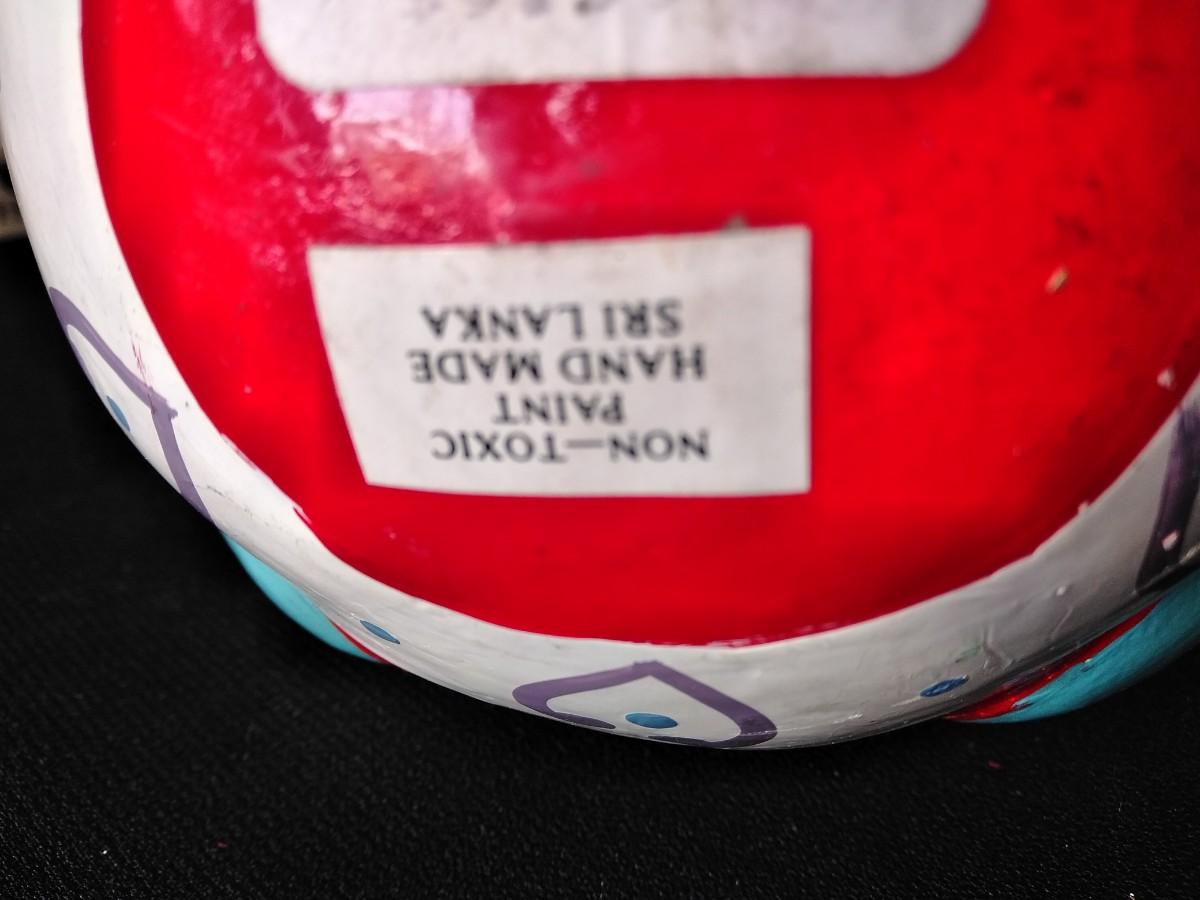 NON—TOXIC
PAINT
HAND MADE
SRI LANKA